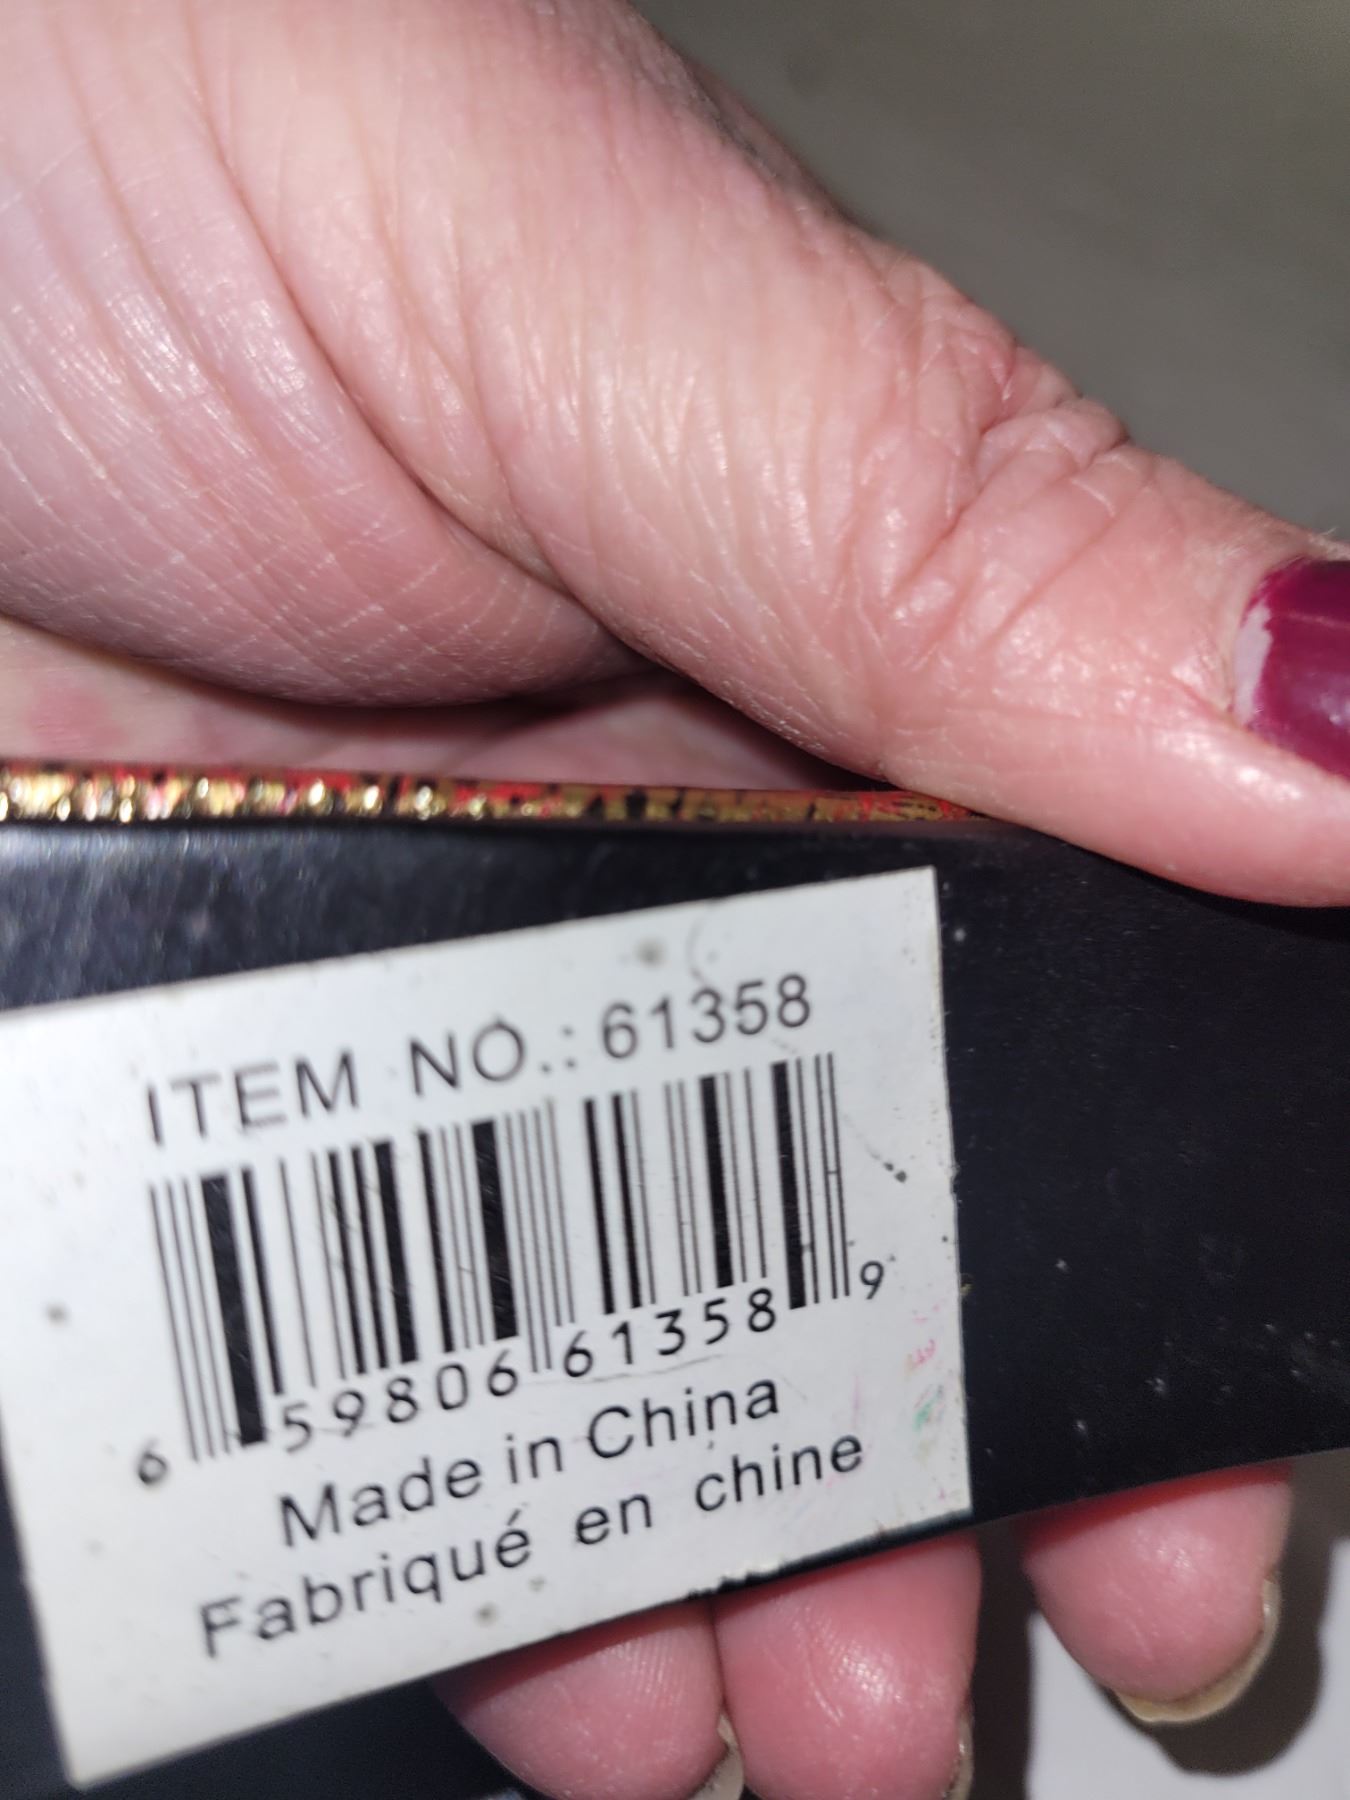 ITEM NO.: 61358
6 59806 61358 9
Made in China
Fabriqué en chine